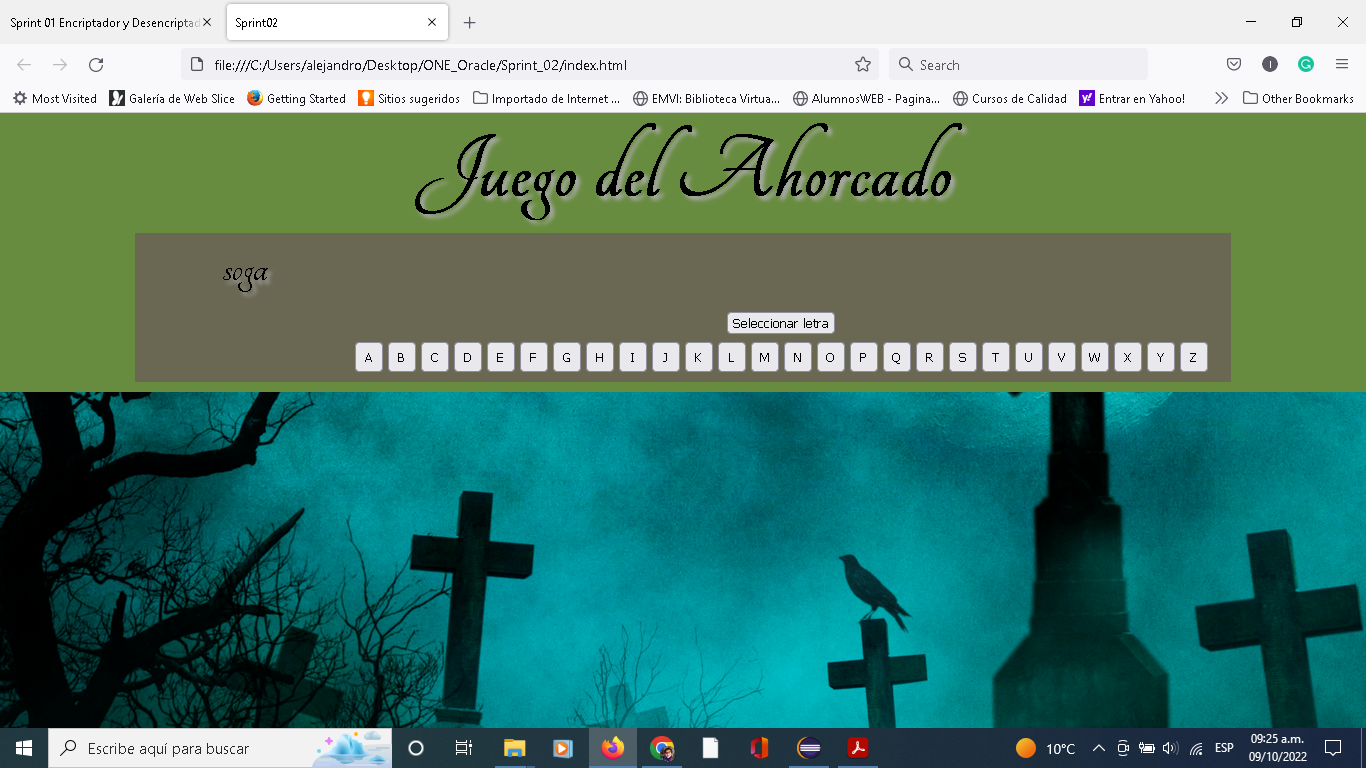 Sprint 01 Encriptador y Desencriptad
Sprint02
file:///C:/Users/alejandro/Desktop/ONE_Oracle/Sprint_02/index.html
Search
Most Visited Galería de Web Slice Getting Started Sitios sugeridos Importado de Internet ... EMVI: Biblioteca Virtua... AlumnosWEB - Pagina... Cursos de Calidad Entrar en Yahoo! Other Bookmarks
Juego del Ahorcado
soga
Seleccionar letra
A B C D E F G H I J K L M N O P Q R S T U V W X Y Z
Escribe aquí para buscar
10°C
ESP
09:25 a.m.
09/10/2022